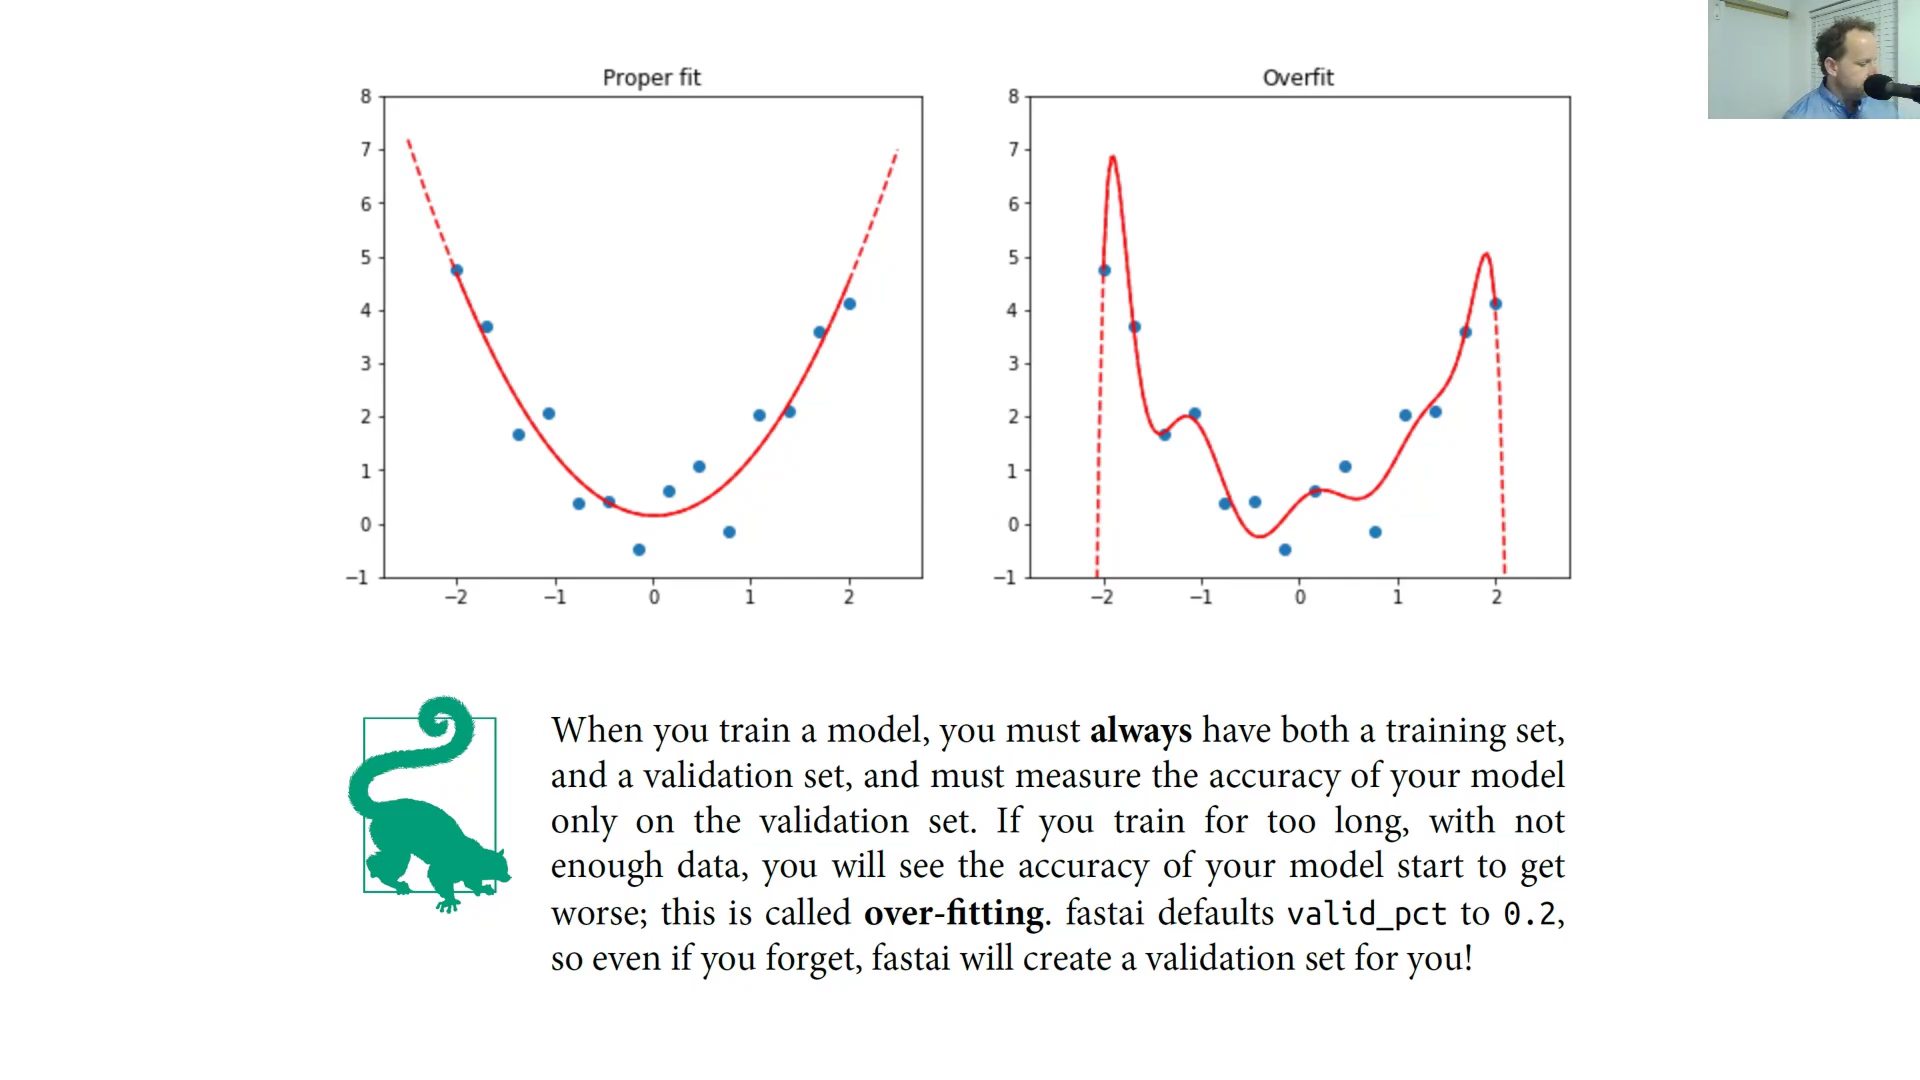 Proper fit
8
7
6
5
4
3
2
1
0
−1
−2 −1 0 1 2
Overfit
8
7
6
5
4
3
2
1
0
−1
−2 −1 0 1 2
When you train a model, you must always have both a training set,
and a validation set, and must measure the accuracy of your model
only on the validation set. If you train for too long, with not
enough data, you will see the accuracy of your model start to get
worse; this is called over-fitting. fastai defaults valid_pct to 0.2,
so even if you forget, fastai will create a validation set for you!